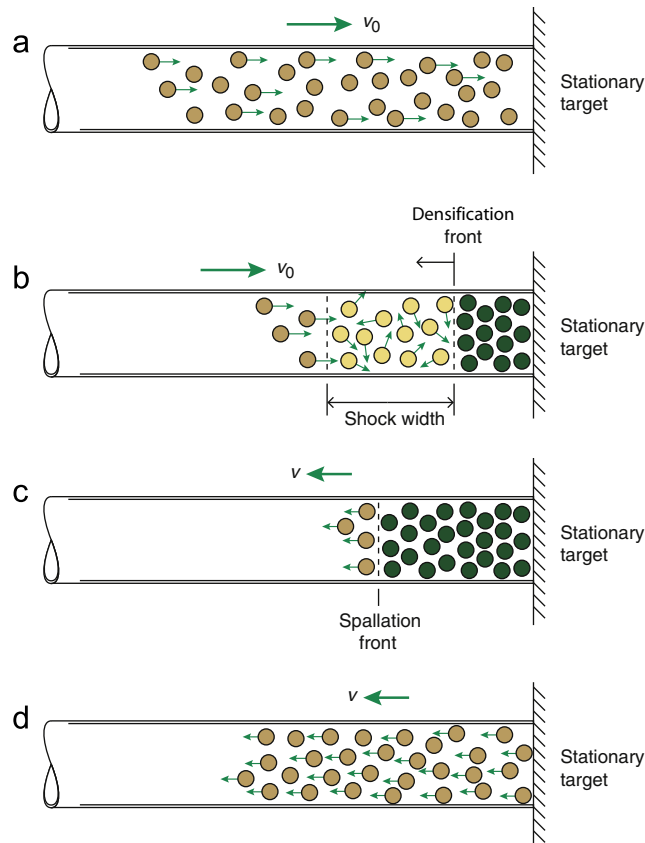 a
v0
Stationary
target
b
v0
Densification
front
Stationary
target
Shock width
c
v
Stationary
target
Spallation
front
d
v
Stationary
target